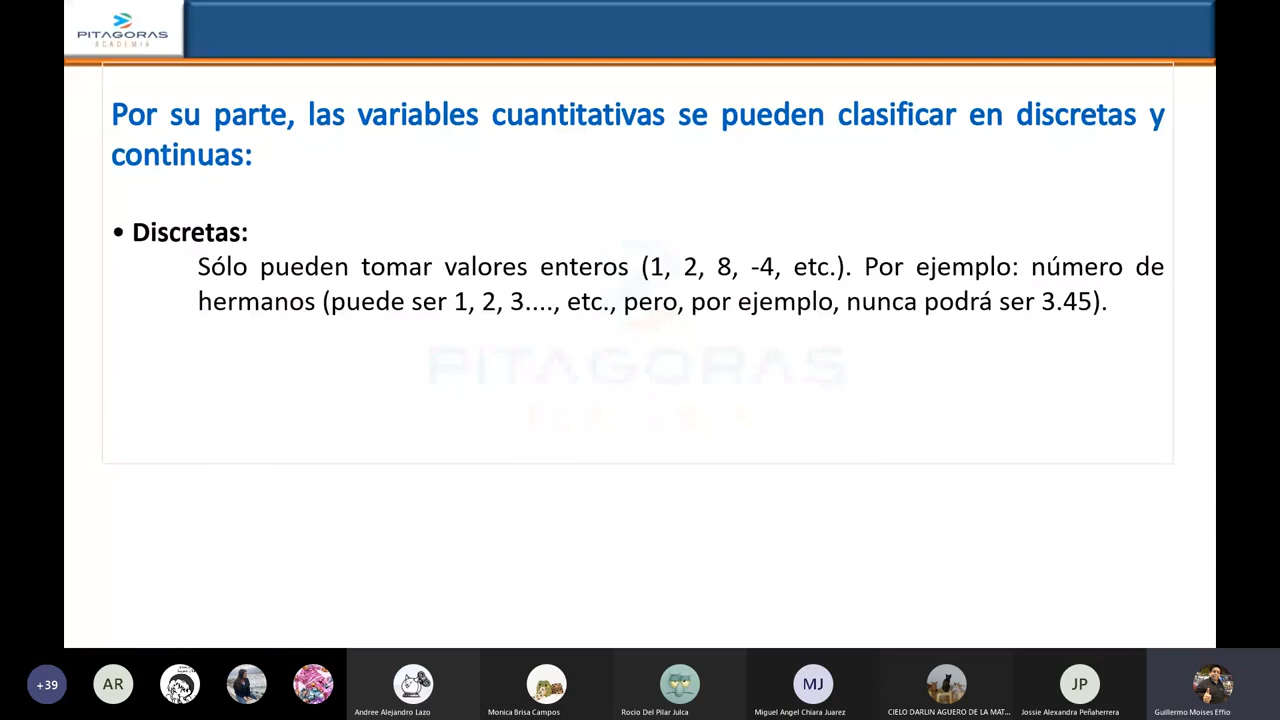 PITAGORAS
ACADEMIA
Por su parte, las variables cuantitativas se pueden clasificar en discretas y
continuas:
• Discretas:
Sólo pueden tomar valores enteros (1, 2, 8, -4, etc.). Por ejemplo: número de
hermanos (puede ser 1, 2, 3...., etc., pero, por ejemplo, nunca podrá ser 3.45).
PITAGORAS
+39
AR
MJ
JP
Andree Alejandro Lazo
Monica Brisa Campos
Rocio Del Pilar Julca
Miguel Angel Chiara Juarez
CIELO DARLIN AGUERO DE LA MAT...
Jossie Alexandra Peñaherrera
Guillermo Moises Effio